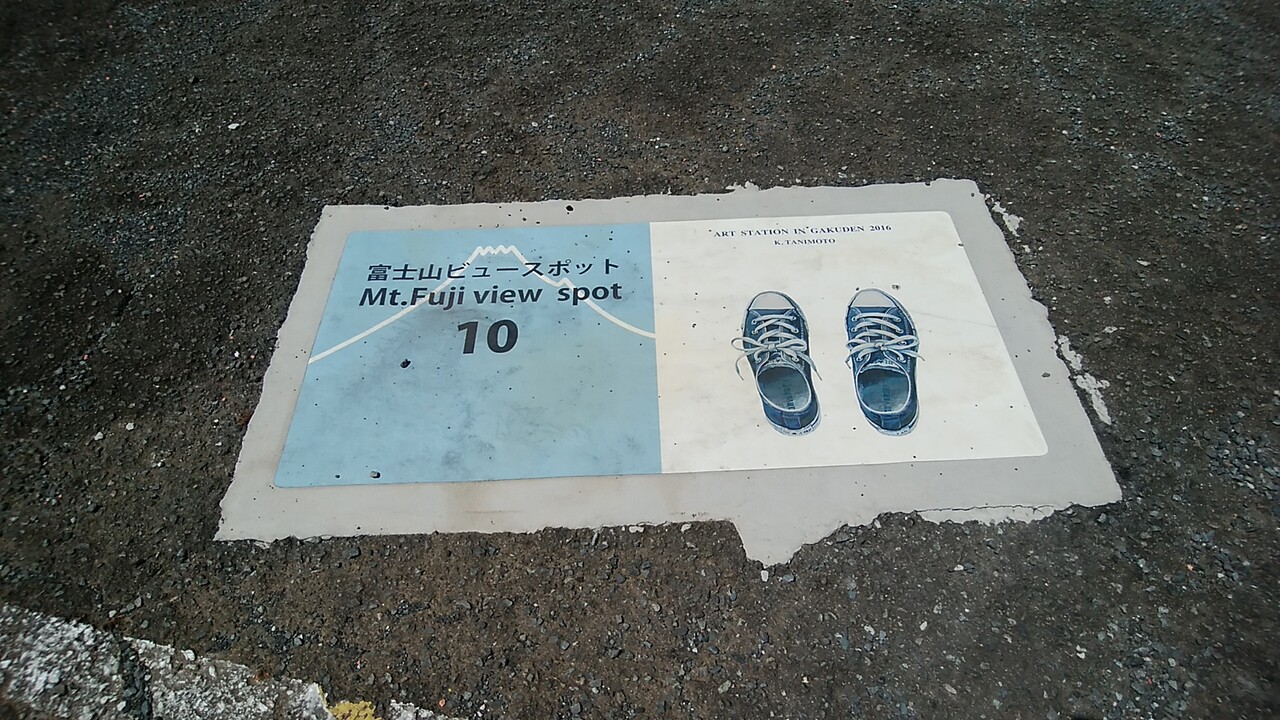 富士山ビュースポット
Mt.Fuji view spot
10
ART STATION IN GAKUDEN 2016
K.TANIMOTO